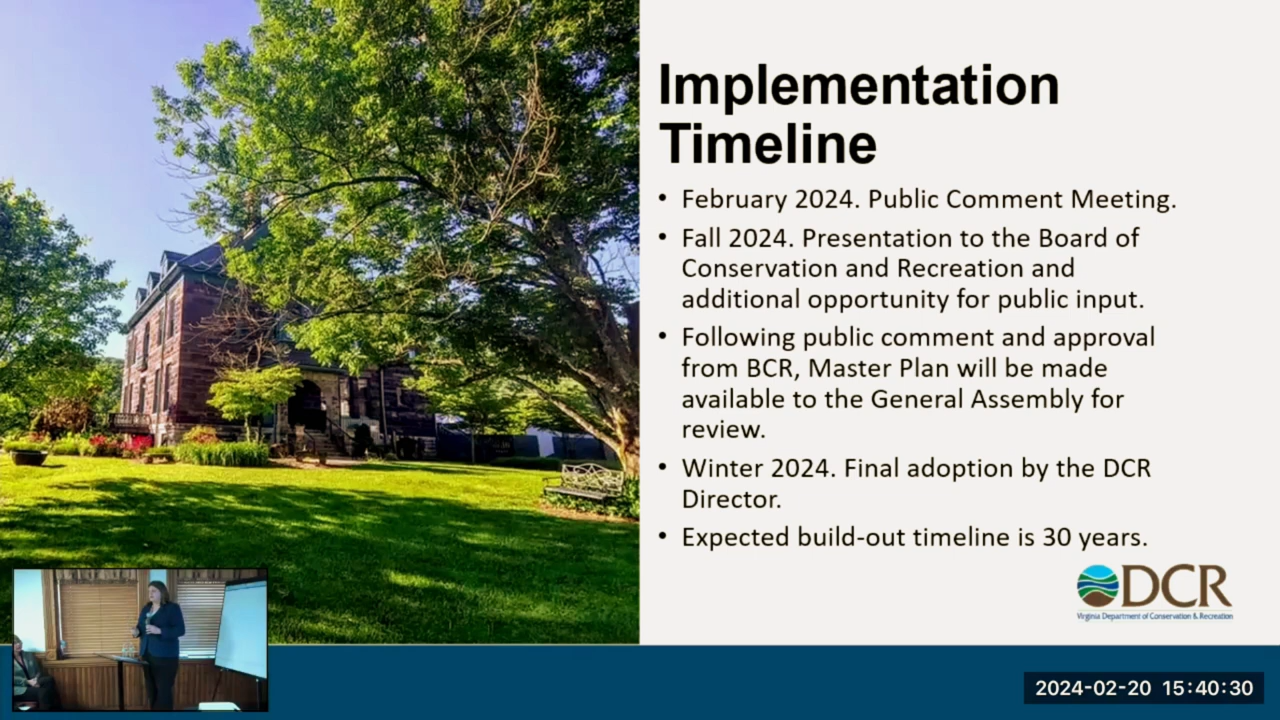 Implementation
Timeline
• February 2024. Public Comment Meeting.
• Fall 2024. Presentation to the Board of
Conservation and Recreation and
additional opportunity for public input.
• Following public comment and approval
from BCR, Master Plan will be made
available to the General Assembly for
review.
• Winter 2024. Final adoption by the DCR
Director.
• Expected build-out timeline is 30 years.
DCR
Virginia Department of Conservation & Recreation
2024-02-20 15:40:30